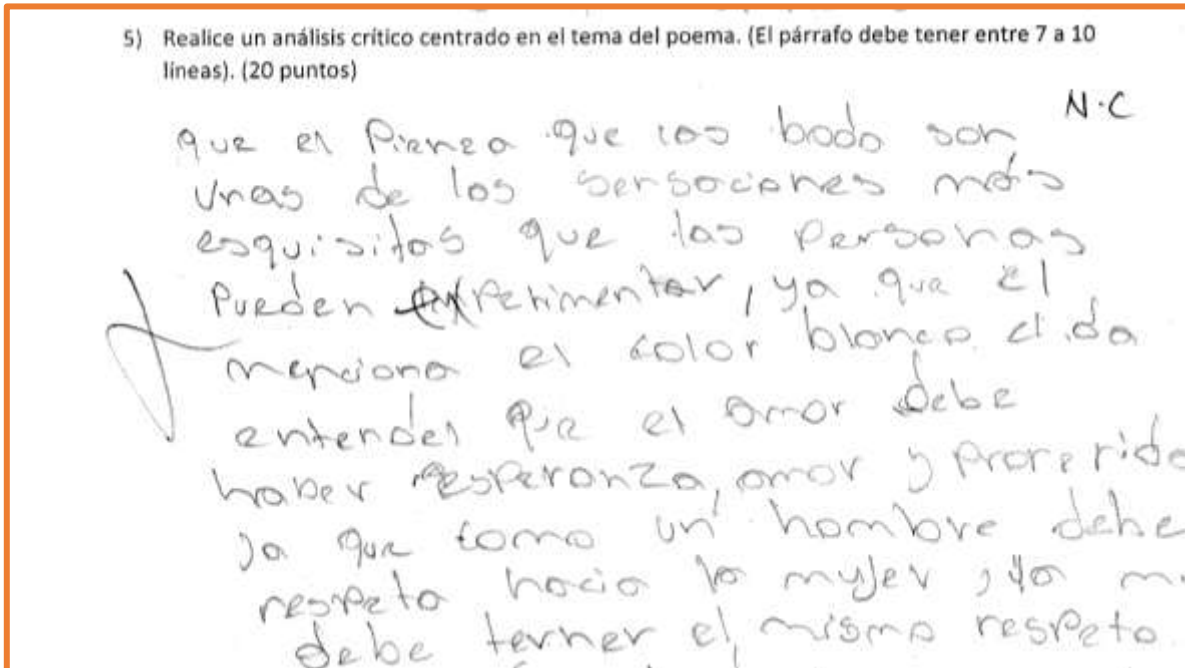 5) Realice un análisis crítico centrado en el tema del poema. (El párrafo debe tener entre 7 a 10
líneas). (20 puntos)
N.C
que el Pienza que las bodo son
unas de los sensaciones más
esquisitos que las Personas
Pueden experimentar, ya que él
menciona el color blanco el da
entender que el amor debe
haber esperanza, amor y
ya que como un hombre debe
respeto hacia la mujer, la
debe terner el mismo respeto